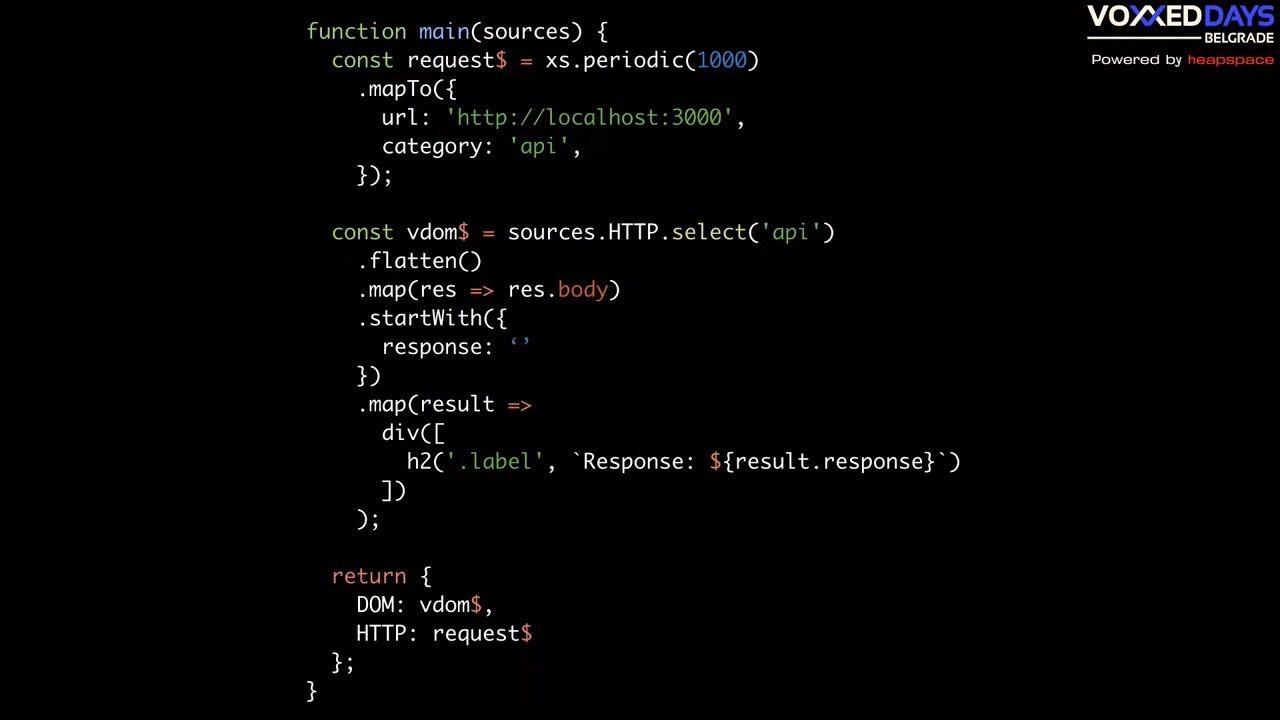 function main(sources) {
  const request$ = xs.periodic(1000)
    .mapTo({
      url: 'http://localhost:3000',
      category: 'api',
    });

  const vdom$ = sources.HTTP.select('api')
    .flatten()
    .map(res => res.body)
    .startWith({
      response: ‘’
    })
    .map(result =>
      div([
        h2('.label', `Response: ${result.response}`)
      ])
    );

  return {
    DOM: vdom$,
    HTTP: request$
  };
}
VOXXED DAYS
BELGRADE
Powered by heapspace